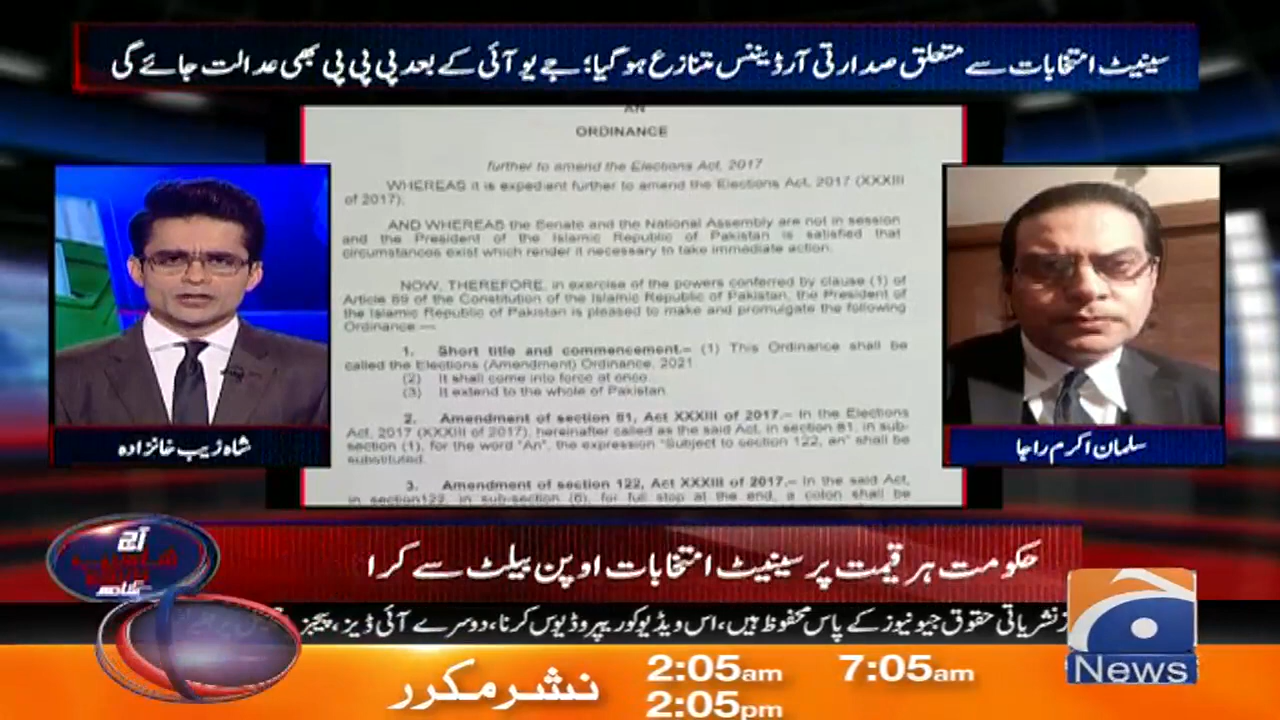 سینیٹ انتخابات سے متعلق صدارتی آرڈیننس متنازع ہوگیا؛ جے یو آئی کے بعد پی پی پی بھی عدالت جائے گی
AN
ORDINANCE
further to amend the Elections Act, 2017
WHEREAS it is expedient further to amend the Elections Act, 2017 (XXXIII
of 2017);
AND WHEREAS the Senate and the National Assembly are not in session
and the President of the Islamic Republic of Pakistan is satisfied that
circumstances exist which render it necessary to take immediate action.
NOW, THEREFORE, in exercise of the powers conferred by clause (1) of
Article 89 of the Constitution of the Islamic Republic of Pakistan, the President of
the Islamic Republic of Pakistan is pleased to make and promulgate the following
Ordinance:—
1. Short title and commencement.– (1) This Ordinance shall be
called the Elections (Amendment) Ordinance, 2021
(2) It shall come into force at once.
(3) It extend to the whole of Pakistan.
2. Amendment of section 81, Act XXXIII of 2017.– In the Elections
Act, 2017 (XXXIII of 2017), hereinafter called as the said Act, in section 81, in sub-
section (1), for the word "An", the expression "Subject to section 122, an" shall be
substituted.
3. Amendment of section 122, Act XXXIII of 2017.– In the said Act,
in section122, in sub-section (6), for full stop at the end, a colon shall be
شاہ زیب خانزادہ
سلمان اکرم راجا
آج
حکومت ہر قیمت پر سینیٹ انتخابات اوپن بیلٹ سے کرا
نشریاتی حقوق جیو نیوز کے پاس محفوظ ہیں، اس ویڈیو کو ری پروڈیوس کرنا، دوسرے آئی ڈیز، پیجز
News
نشر مکرر
2:05am 7:05am
2:05pm